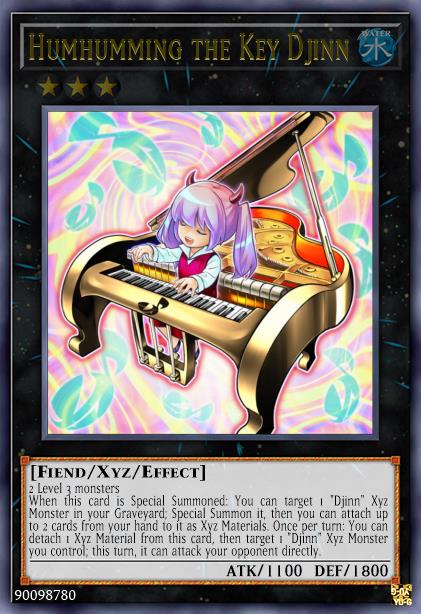 Humhumming the Key Djinn
WATER
水
[Fiend/Xyz/Effect]
2 Level 3 monsters
When this card is Special Summoned: You can target 1 "Djinn" Xyz
Monster in your Graveyard; Special Summon it, then you can attach up
to 2 cards from your hand to it as Xyz Materials. Once per turn: You can
detach 1 Xyz Material from this card, then target 1 "Djinn" Xyz Monster
you control; this turn, it can attack your opponent directly.
ATK/1100 DEF/1800
90098780